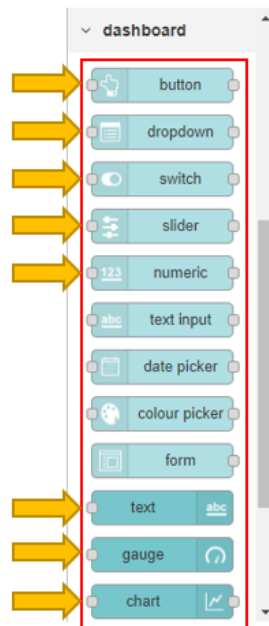 dashboard
button
dropdown
switch
slider
123 numeric
abc text input
date picker
colour picker
form
text abc
gauge
chart